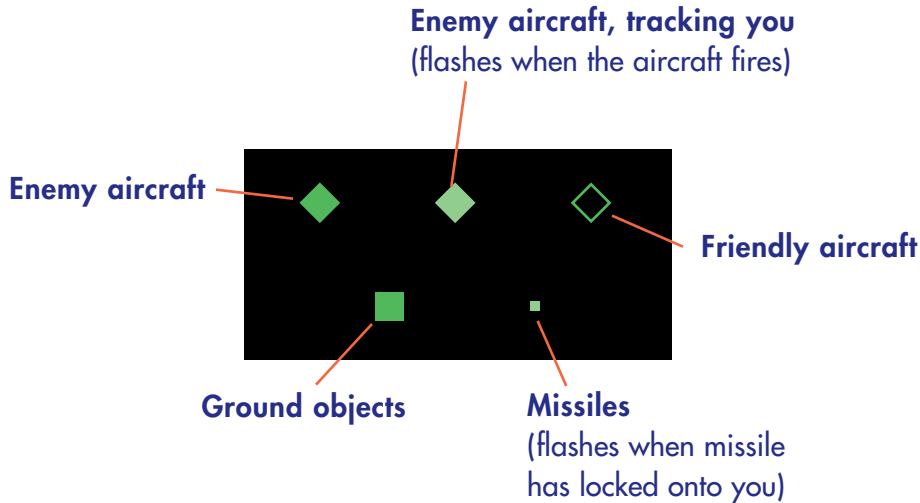 Enemy aircraft, tracking you
(flashes when the aircraft fires)
Enemy aircraft
Friendly aircraft
Ground objects
Missiles
(flashes when missile
has locked onto you)